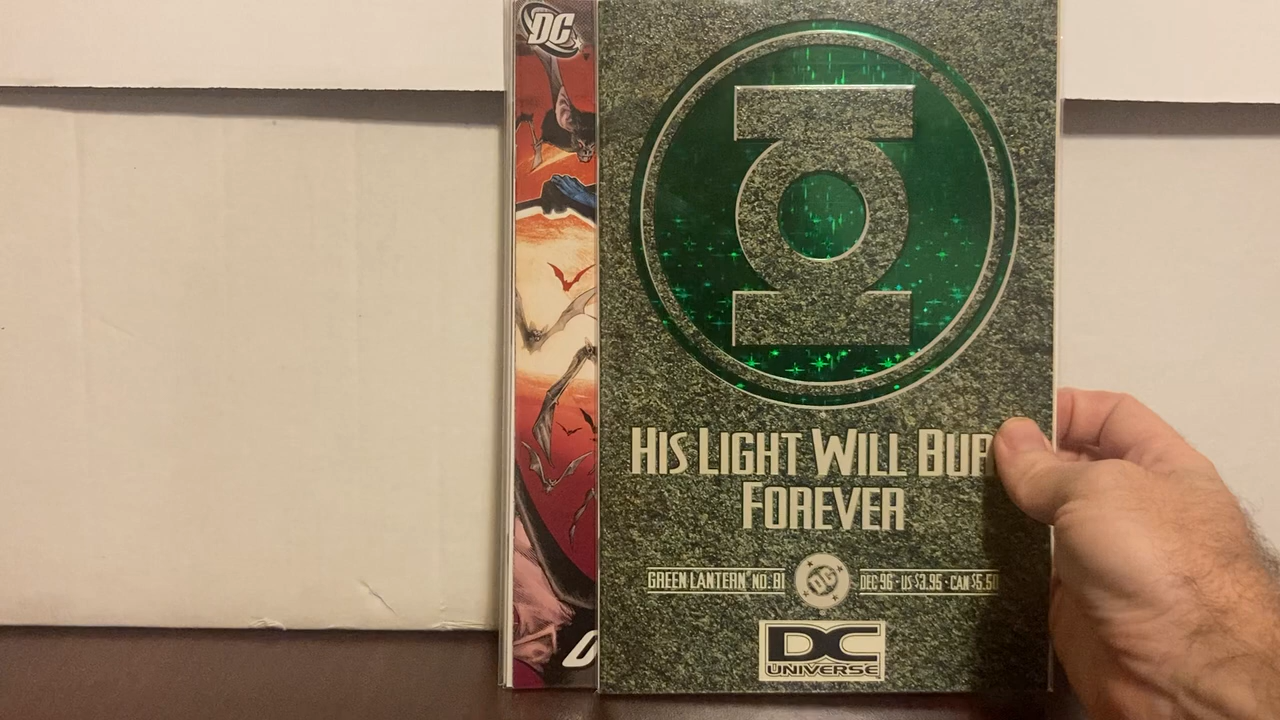 DC
HIS LIGHT WILL
FOREVER
GREEN LANTERN NO. 81 DC DEC 96 · US $3.95 · CAN $5.50
DC
UNIVERSE